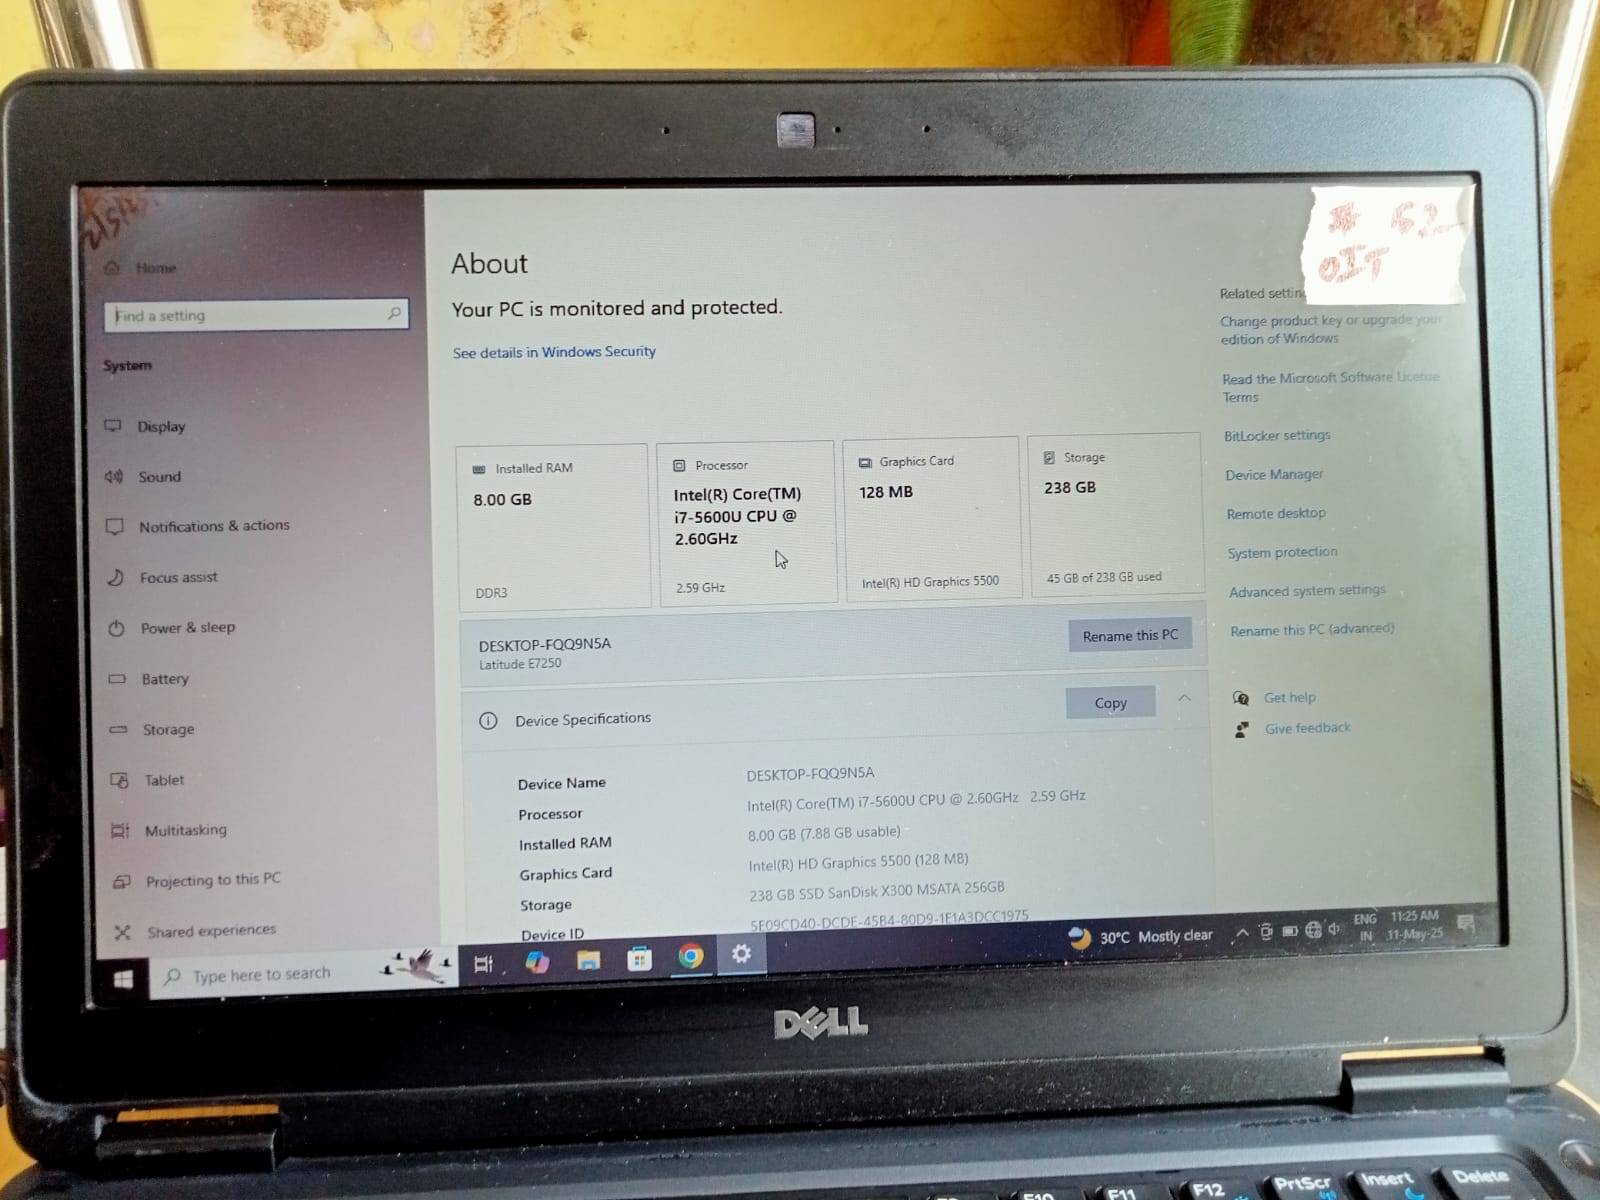 Home
Find a setting
System
Display
Sound
Notifications & actions
Focus assist
Power & sleep
Battery
Storage
Tablet
Multitasking
Projecting to this PC
Shared experiences
About
Your PC is monitored and protected.
See details in Windows Security
Installed RAM
8.00 GB
DDR3
Processor
Intel(R) Core(TM)
i7-5600U CPU @
2.60GHz
2.59 GHz
Graphics Card
128 MB
Intel(R) HD Graphics 5500
Storage
238 GB
45 GB of 238 GB used
DESKTOP-FQQ9N5A
Latitude E7250
Rename this PC
Device Specifications
Copy
Device Name DESKTOP-FQQ9N5A
Processor Intel(R) Core(TM) i7-5600U CPU @ 2.60GHz 2.59 GHz
Installed RAM 8.00 GB (7.88 GB usable)
Graphics Card Intel(R) HD Graphics 5500 (128 MB)
Storage 238 GB SSD SanDisk X300 MSATA 256GB
Device ID 5E09CD40-DCDE-45B4-80D9-1E1A3DCC1975
Related settin
Change product key or upgrade your
edition of Windows
Read the Microsoft Software License
Terms
BitLocker settings
Device Manager
Remote desktop
System protection
Advanced system settings
Rename this PC (advanced)
Get help
Give feedback
Type here to search
30°C Mostly clear
ENG
IN
11:25 AM
11-May-25
DELL
F10
F11
F12
PrtScr
Insert
Delete